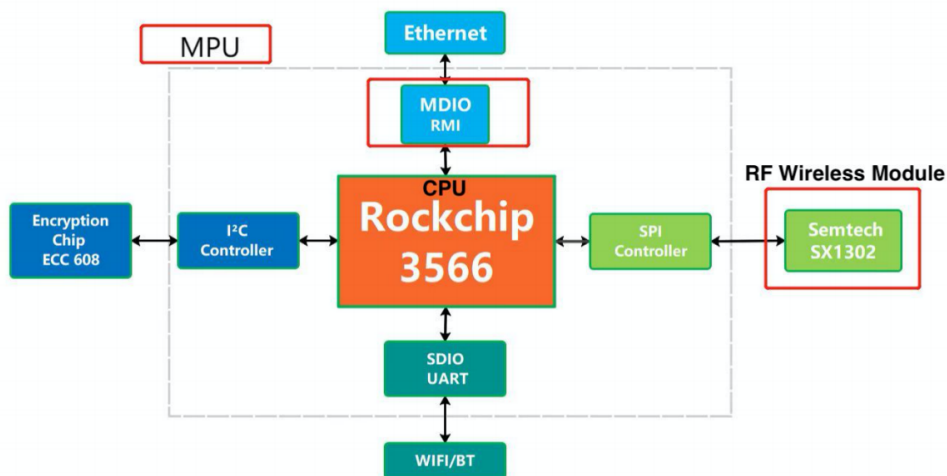 Ethernet
MPU
MDIO
RMI
RF Wireless Module
CPU
Rockchip
3566
Encryption
Chip
ECC 608
I²C
Controller
SPI
Controller
Semtech
SX1302
SDIO
UART
WIFI/BT